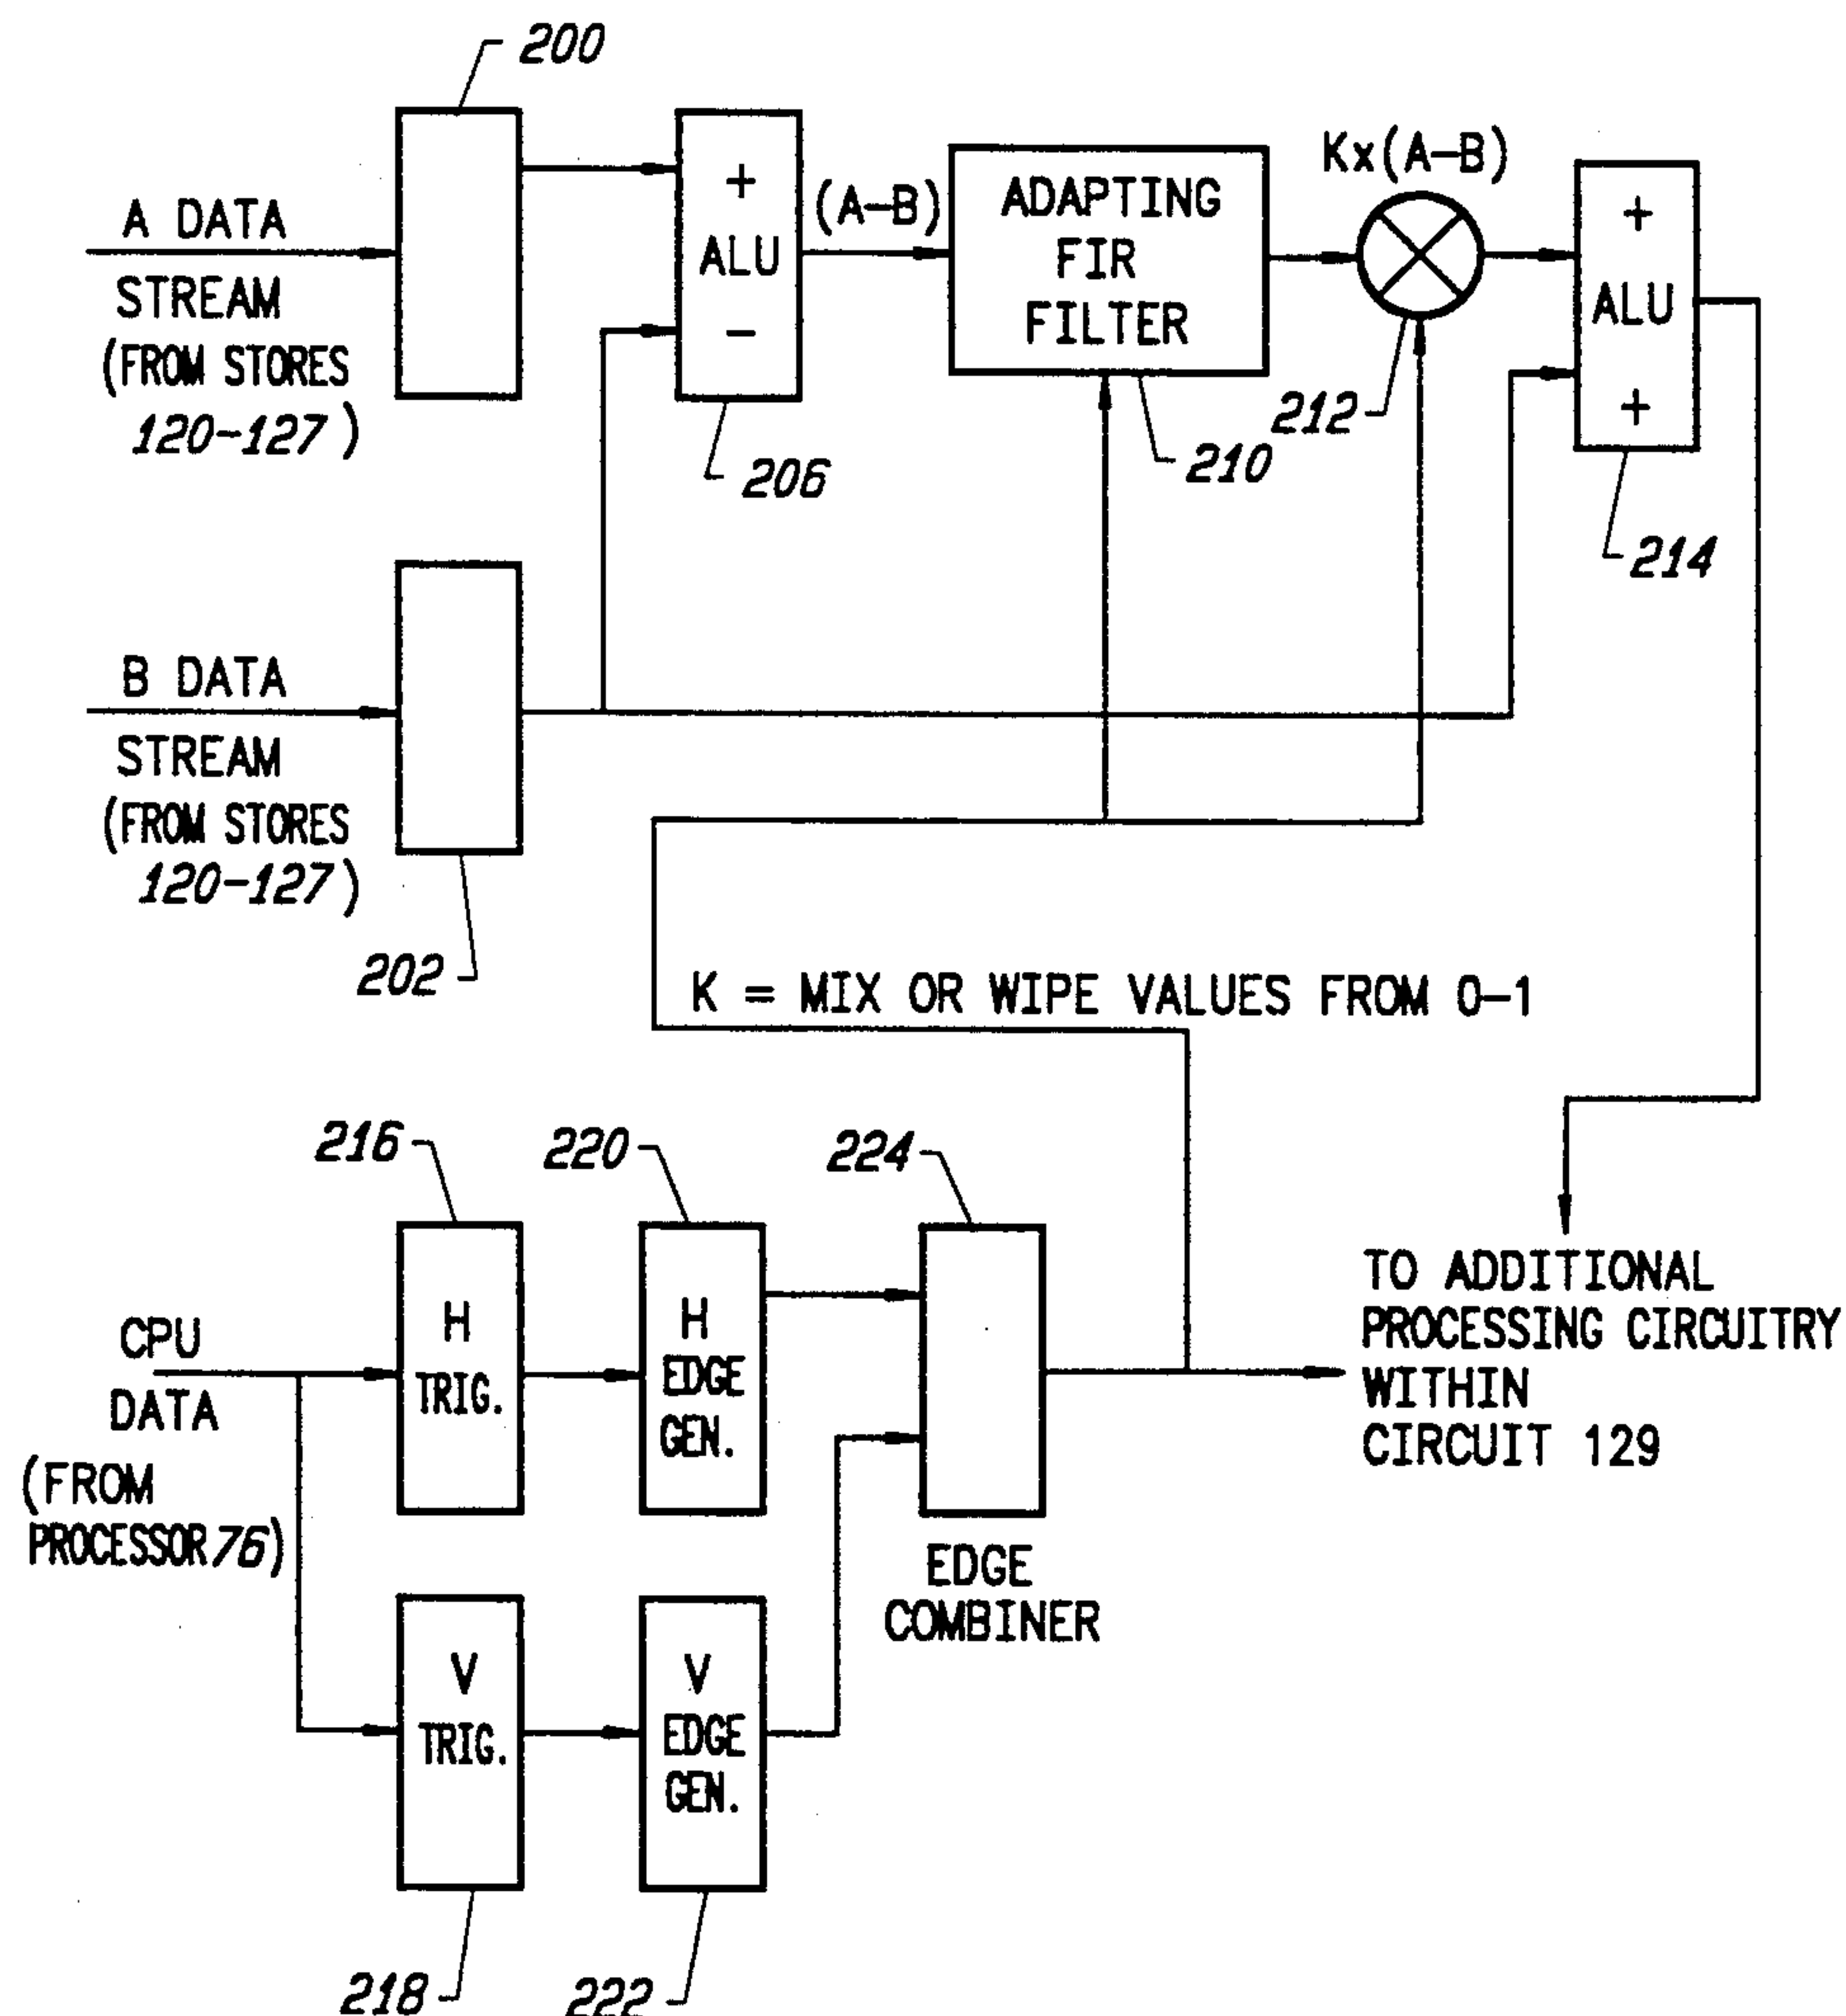 200
A DATA
STREAM
(FROM STORES
120-127)
+
ALU
-
206
(A-B)
ADAPTING
FIR
FILTER
210
Kx(A-B)
212
+
ALU
+
214
B DATA
STREAM
(FROM STORES
120-127)
202
K = MIX OR WIPE VALUES FROM 0-1
216
220
224
CPU
DATA
(FROM
PROCESSOR 76)
H
TRIG.
H
EDGE
GEN.
EDGE
COMBINER
TO ADDITIONAL
PROCESSING CIRCUITRY
WITHIN
CIRCUIT 129
V
TRIG.
V
EDGE
GEN.
218
222